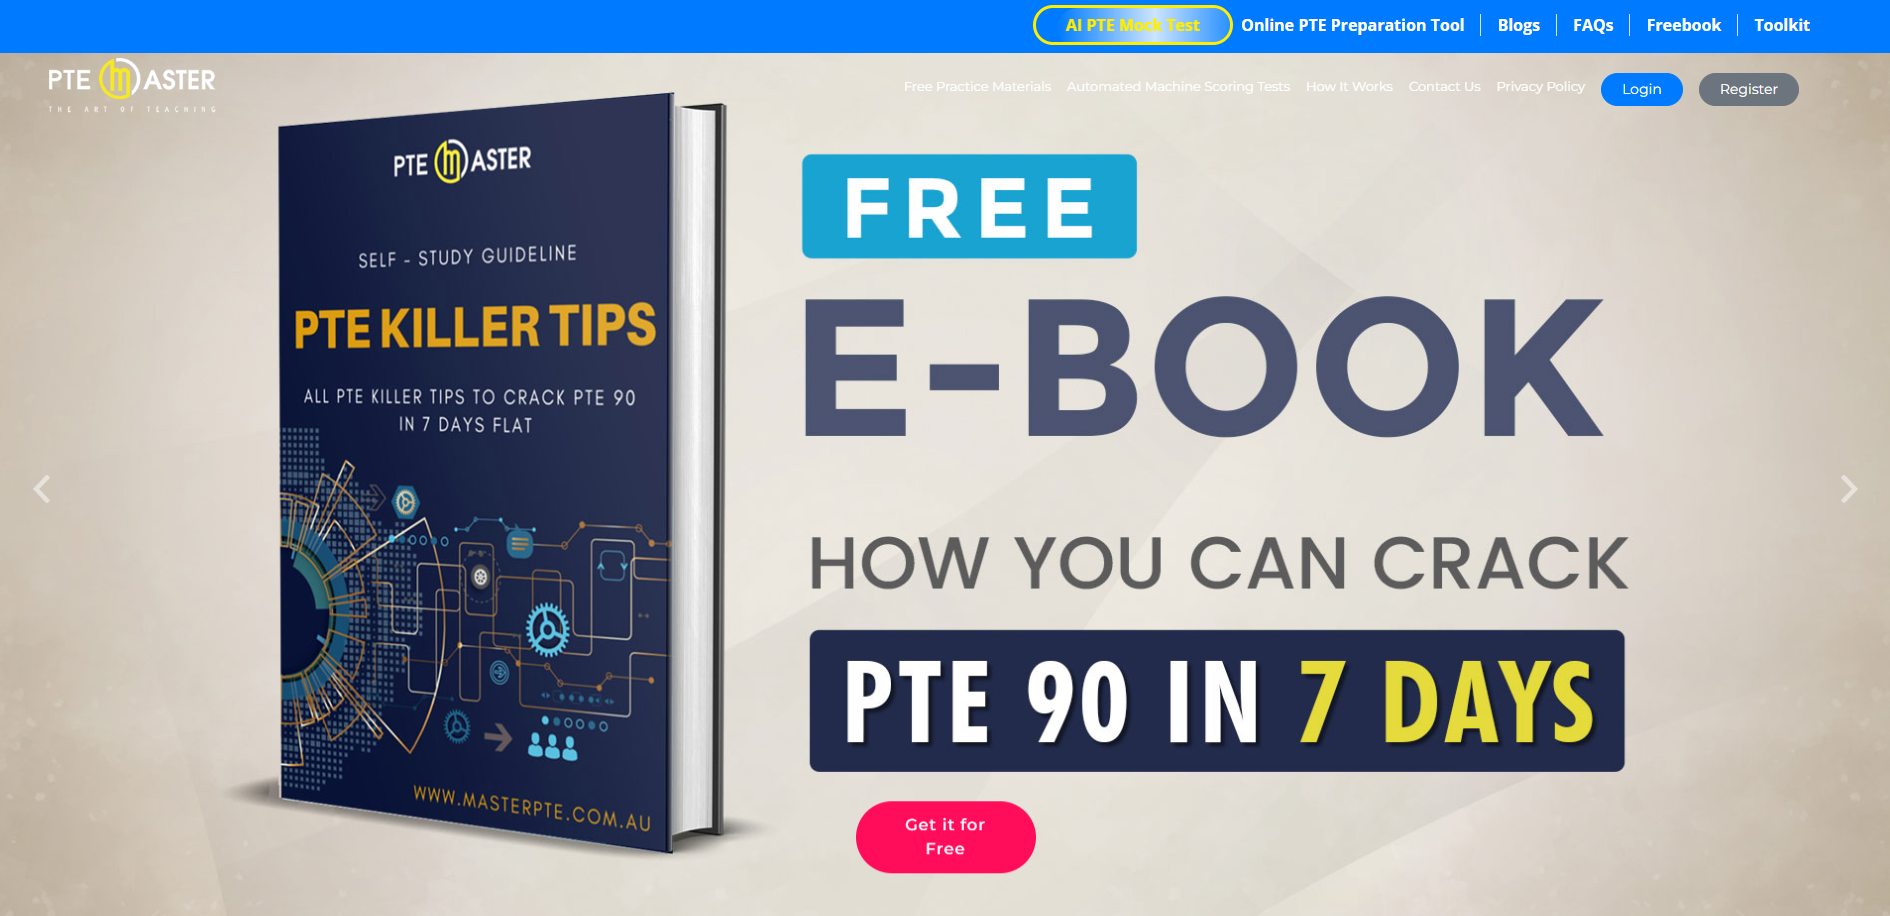 AI PTE Mock Test Online PTE Preparation Tool Blogs FAQs Freebook Toolkit
PTE MASTER
THE ART OF TEACHING
Free Practice Materials Automated Machine Scoring Tests How It Works Contact Us Privacy Policy Login Register
PTE MASTER
SELF - STUDY GUIDELINE
PTE KILLER TIPS
ALL PTE KILLER TIPS TO CRACK PTE 90
IN 7 DAYS FLAT
WWW.MASTERPTE.COM.AU
FREE
E-BOOK
HOW YOU CAN CRACK
PTE 90 IN 7 DAYS
Get it for
Free